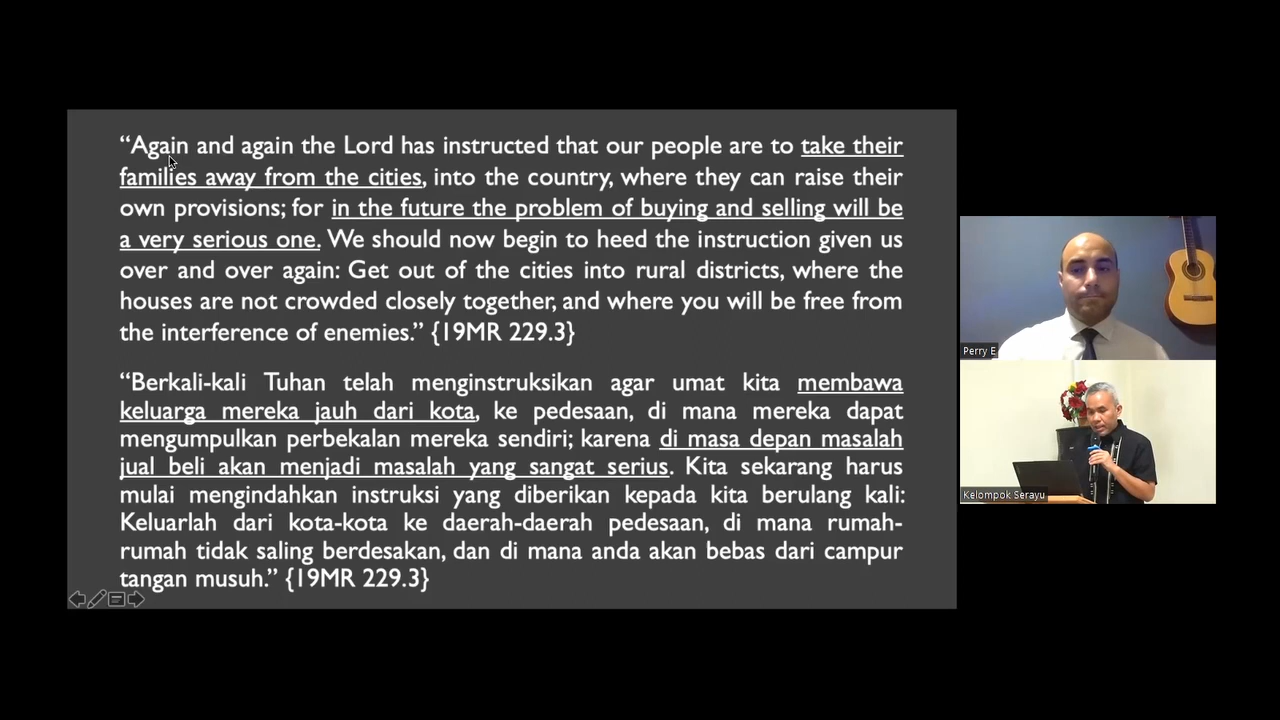 “Again and again the Lord has instructed that our people are to take their
families away from the cities, into the country, where they can raise their
own provisions; for in the future the problem of buying and selling will be
a very serious one. We should now begin to heed the instruction given us
over and over again: Get out of the cities into rural districts, where the
houses are not crowded closely together, and where you will be free from
the interference of enemies.” {19MR 229.3}
“Berkali-kali Tuhan telah menginstruksikan agar umat kita membawa
keluarga mereka jauh dari kota, ke pedesaan, di mana mereka dapat
mengumpulkan perbekalan mereka sendiri; karena di masa depan masalah
jual beli akan menjadi masalah yang sangat serius. Kita sekarang harus
mulai mengindahkan instruksi yang diberikan kepada kita berulang kali:
Keluarlah dari kota-kota ke daerah-daerah pedesaan, di mana rumah-
rumah tidak saling berdesakan, dan di mana anda akan bebas dari campur
tangan musuh.” {19MR 229.3}
Perry E
Kelompok Serayu